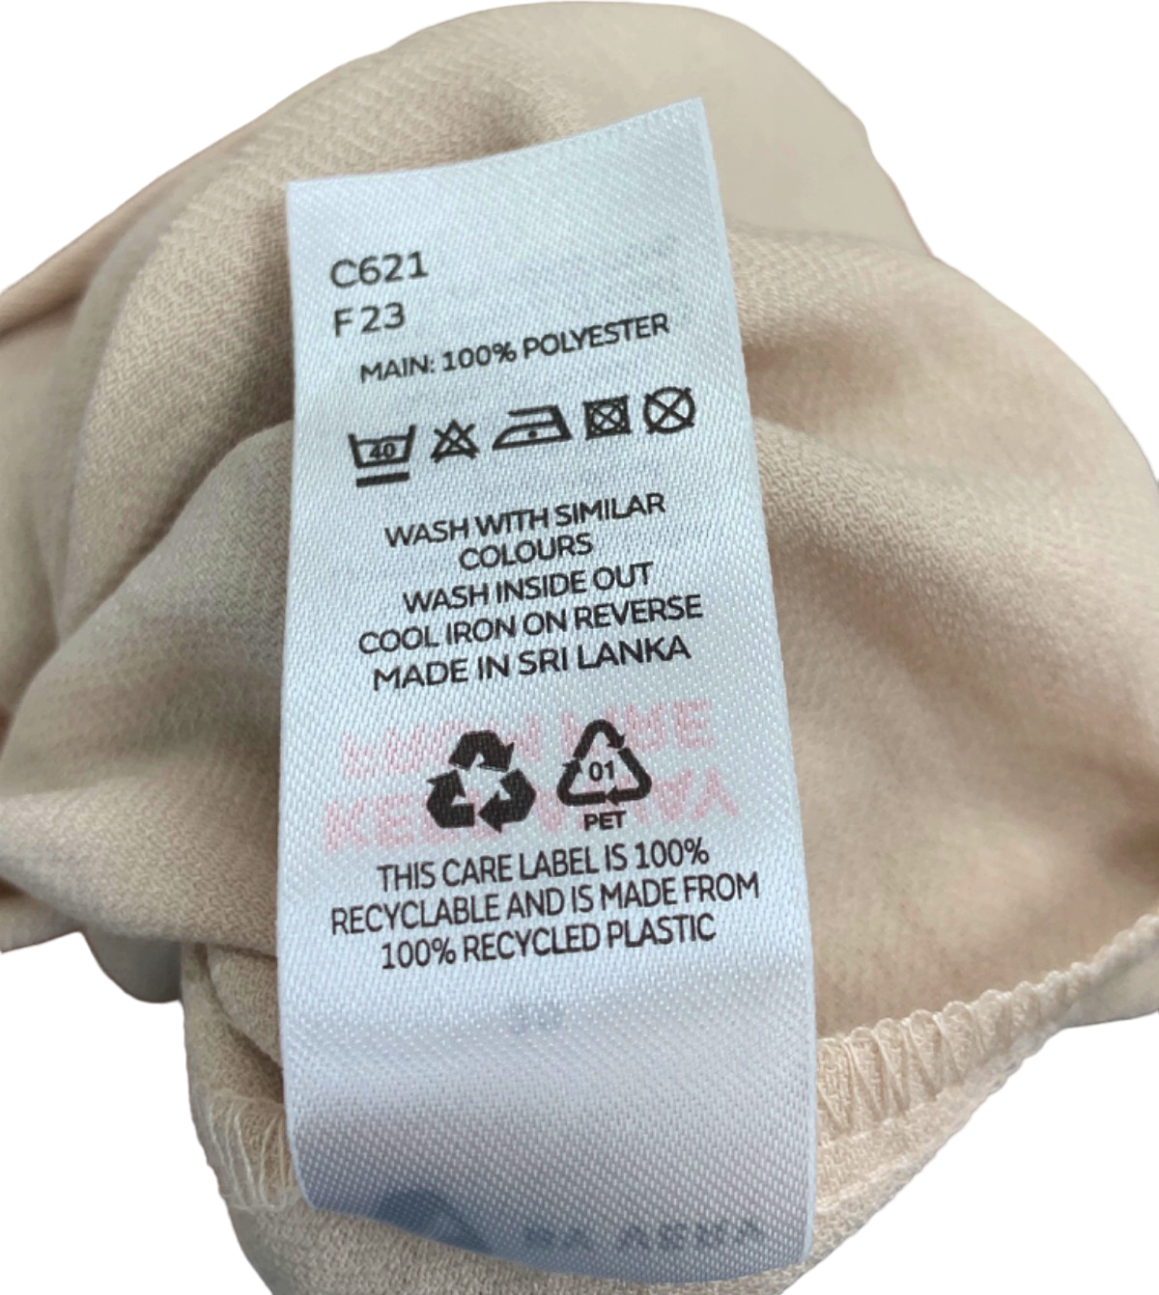 C621
F23
MAIN: 100% POLYESTER
40
WASH WITH SIMILAR
COLOURS
WASH INSIDE OUT
COOL IRON ON REVERSE
MADE IN SRI LANKA
01
PET
THIS CARE LABEL IS 100%
RECYCLABLE AND IS MADE FROM
100% RECYCLED PLASTIC